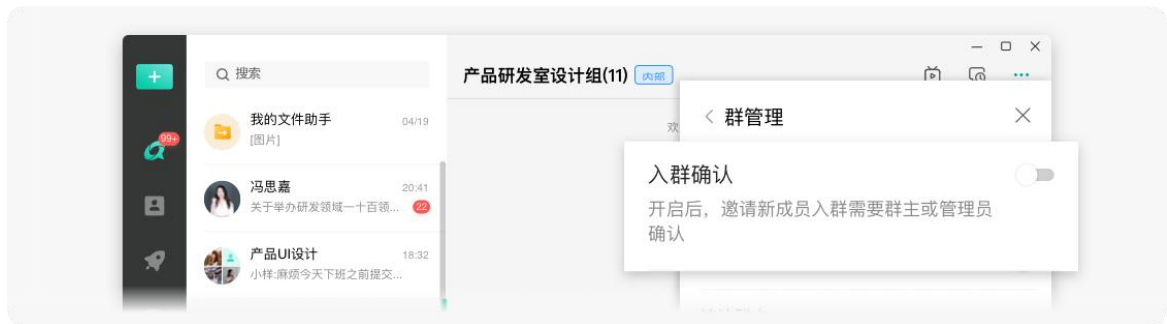 搜索
产品研发室设计组(11) 内部
我的文件助手 04/19
[图片]
99+
冯思嘉 20:41
关于举办研发领域一十百领... 22
产品UI设计 18:32
小样:麻烦今天下班之前提交...
欢
群管理
入群确认
开启后，邀请新成员入群需要群主或管理员
确认